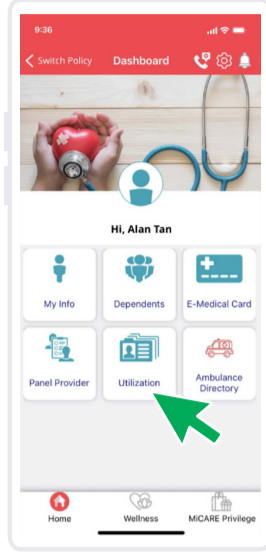 9:36
Switch Policy Dashboard
Hi, Alan Tan
My Info Dependents E-Medical Card
Panel Provider Utilization Ambulance
Directory
Home Wellness MiCARE Privilege